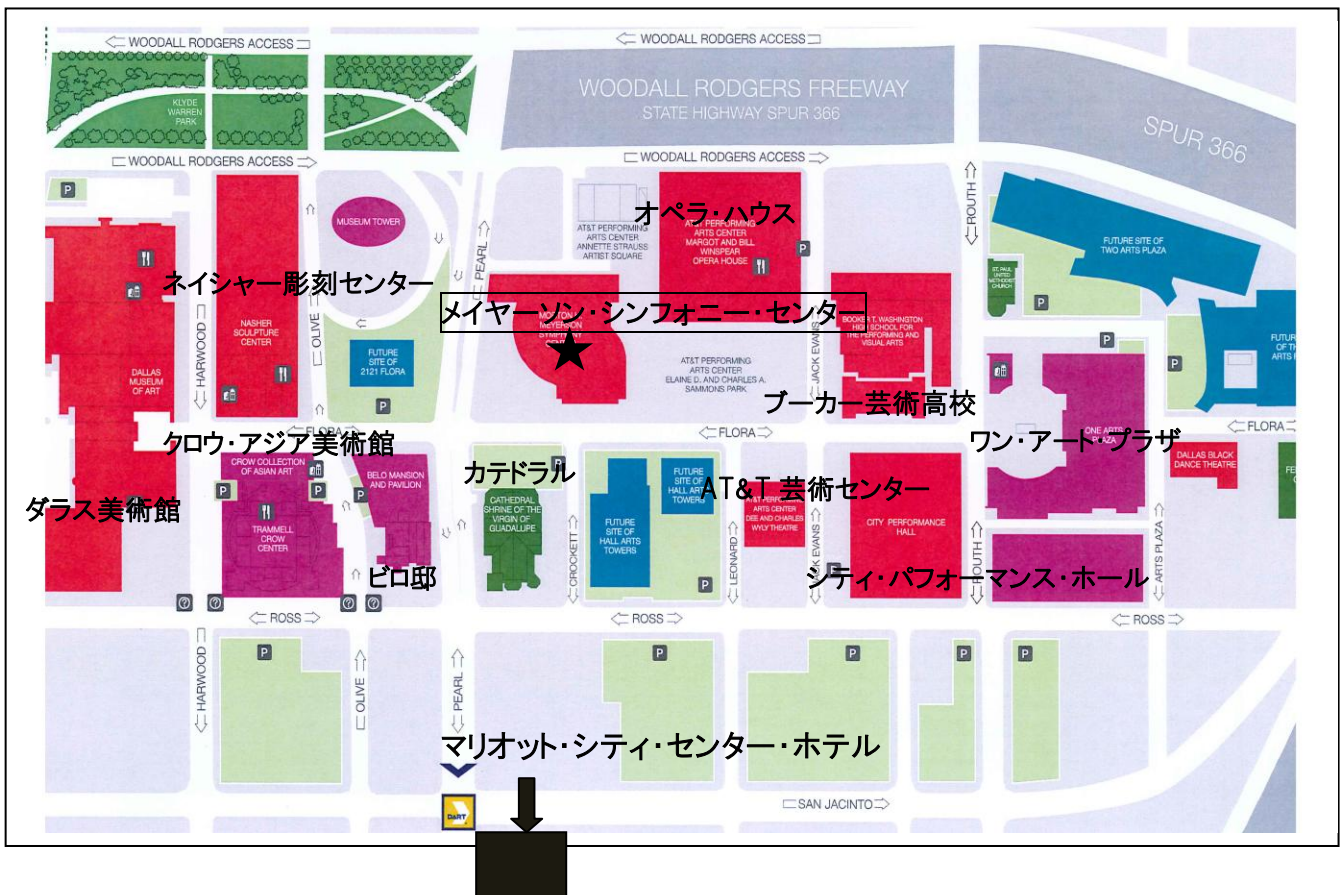 WOODALL RODGERS ACCESS
WOODALL RODGERS ACCESS
KLYDE
WARREN
PARK
WOODALL RODGERS FREEWAY
STATE HIGHWAY SPUR 366
SPUR 366
WOODALL RODGERS ACCESS
WOODALL RODGERS ACCESS
P
MUSEUM TOWER
PEARL
AT&T PERFORMING
ARTS CENTER
ANNETTE STRAUSS
ARTIST SQUARE
オペラ・ハウス
AT&T PERFORMING
ARTS CENTER
MARGOT AND BILL
WINSPEAR
OPERA HOUSE
P
ROUTH
FUTURE SITE OF
TWO ARTS PLAZA
ST. PAUL
UNITED
METHODIST
CHURCH
P
ネイシャー彫刻センター
メイヤーソン・シンフォニー・センタ
HARWOOD
NASHER
SCULPTURE
CENTER
OLIVE
MORTON
MEYERSON
SYMPHONY
JACK EVANS
BOOKER T. WASHINGTON
HIGH SCHOOL FOR
THE PERFORMING AND
VISUAL ARTS
P
DALLAS
MUSEUM
OF ART
FUTURE
SITE OF
2121 FLORA
P
AT&T PERFORMING
ARTS CENTER
ELAINE D. AND CHARLES A.
SAMMONS PARK
ブーカー芸術高校
FLORA
FLORA
FLORA
クロウ・アジア美術館
カテドラル
ワン・アート・プラザ
ONE ARTS
PLAZA
CROW COLLECTION
OF ASIAN ART
P
P
BELO MANSION
AND PAVILION
P
P
CATHEDRAL
SHRINE OF THE
VIRGIN OF
GUADALUPE
FUTURE
SITE OF
HALL ARTS
TOWERS
AT&T 芸術センター
AT&T PERFORMING
ARTS CENTER
DEE AND CHARLES
WYLY THEATRE
DALLAS BLACK
DANCE THEATRE
ダラス美術館
TRAMMELL
CROW
CENTER
FUTURE
SITE OF
HALL ARTS
TOWERS
CITY PERFORMANCE
HALL
ビロ邸
CROCKETT
P
LEONARD
JACK EVANS
シティ・パフォーマンス・ホール
ROUTH
ARTS PLAZA
?
?
?
?
ROSS
ROSS
ROSS
HARWOOD
P
OLIVE
PEARL
P
P
P
P
マリオット・シティ・センター・ホテル
DART
SAN JACINTO